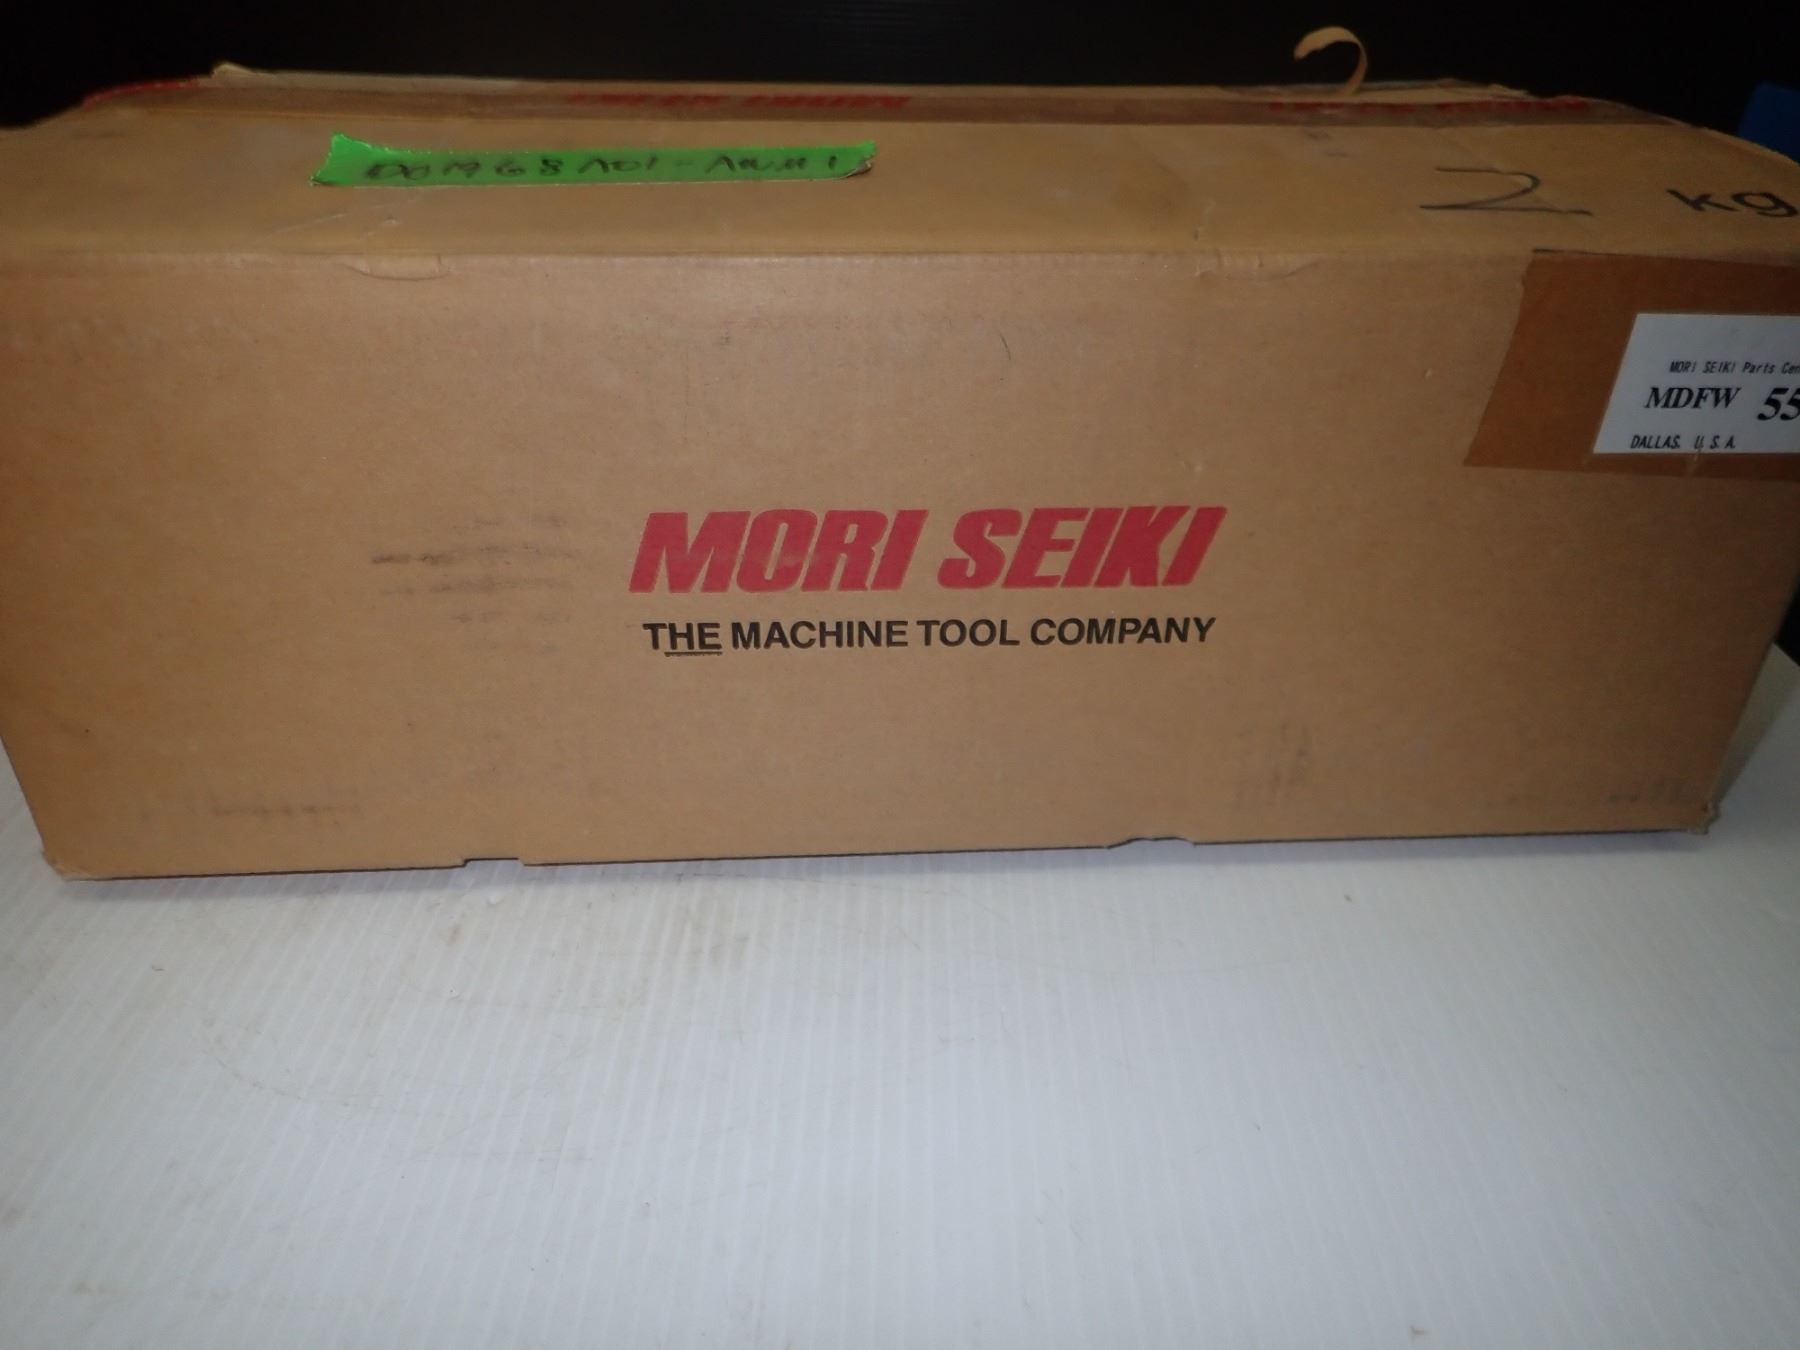 2 kg
MORI SEIKI Parts Cen
MDFW 55
DALLAS. U.S.A.
MORI SEIKI
THE MACHINE TOOL COMPANY